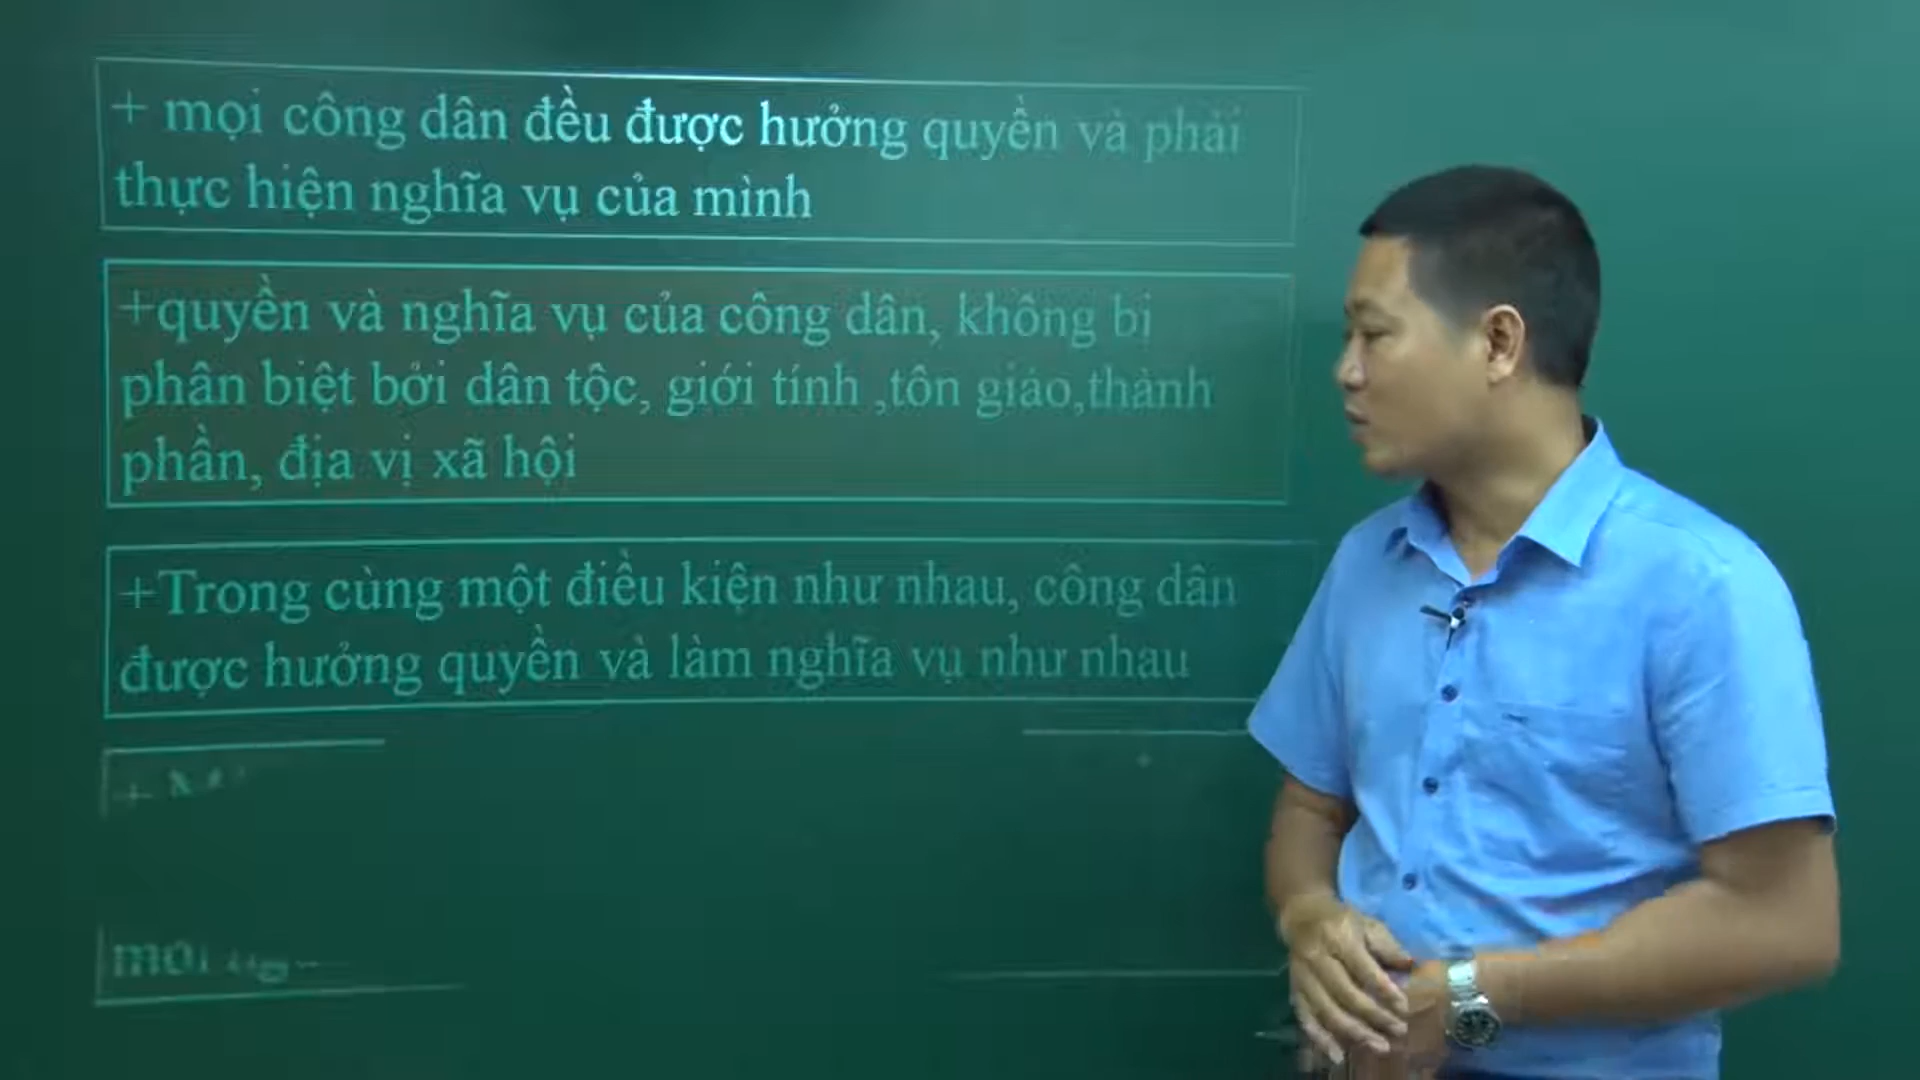 + mọi công dân đều được hưởng quyền và phải
thực hiện nghĩa vụ của mình
+quyền và nghĩa vụ của công dân, không bị
phân biệt bởi dân tộc, giới tính ,tôn giáo,thành
phần, địa vị xã hội
+Trong cùng một điều kiện như nhau, công dân
được hưởng quyền và làm nghĩa vụ như nhau
+